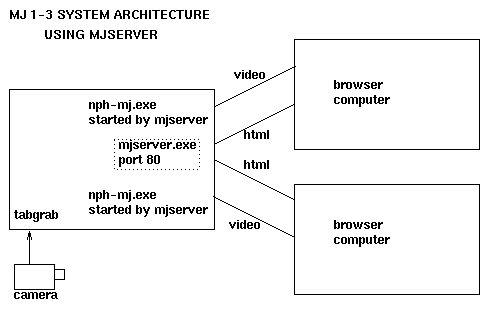 MJ 1-3 SYSTEM ARCHITECTURE
USING MJSERVER
video
nph-mj.exe
started by mjserver
browser
computer
html
mjserver.exe
port 80
html
nph-mj.exe
started by mjserver
tabgrab
video
browser
computer
camera